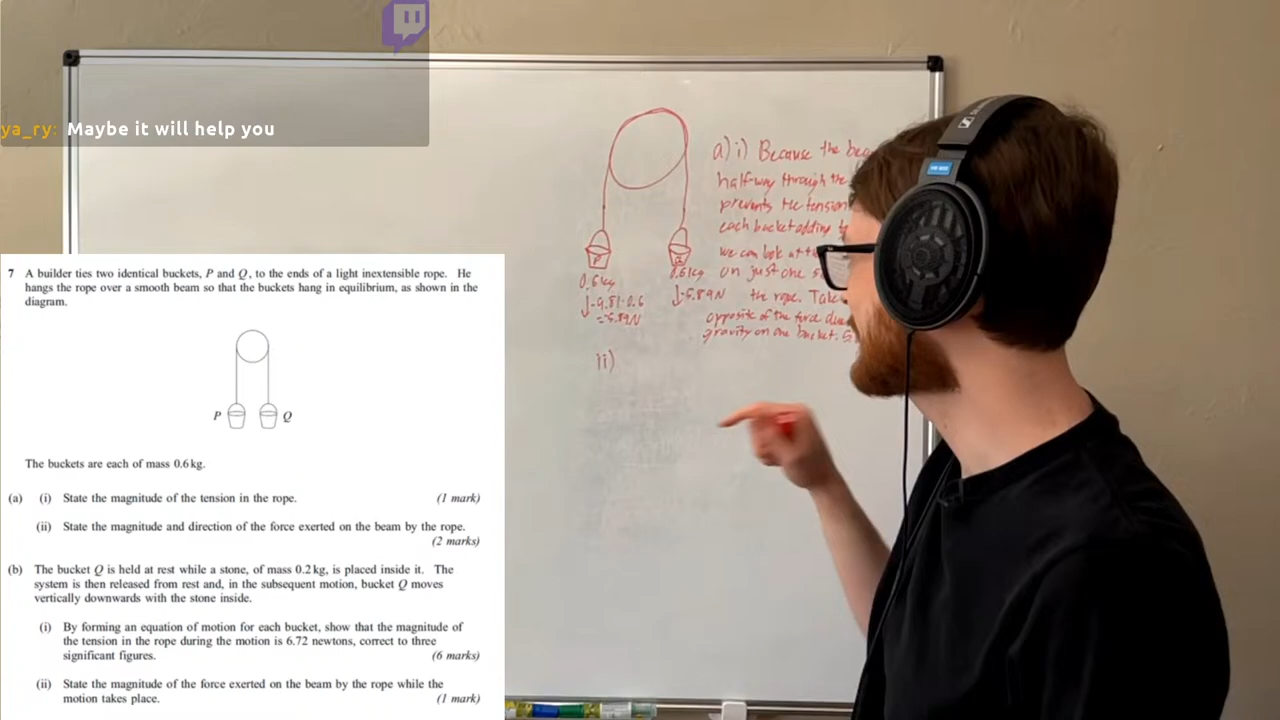 ya_ry: Maybe it will help you
7 A builder ties two identical buckets, P and Q, to the ends of a light inextensible rope. He
hangs the rope over a smooth beam so that the buckets hang in equilibrium, as shown in the
diagram.
P Q
The buckets are each of mass 0.6 kg.
(a) (i) State the magnitude of the tension in the rope. (1 mark)
(ii) State the magnitude and direction of the force exerted on the beam by the rope.
(2 marks)
(b) The bucket Q is held at rest while a stone, of mass 0.2 kg, is placed inside it. The
system is then released from rest and, in the subsequent motion, bucket Q moves
vertically downwards with the stone inside.
(i) By forming an equation of motion for each bucket, show that the magnitude of
the tension in the rope during the motion is 6.72 newtons, correct to three
significant figures. (6 marks)
(ii) State the magnitude of the force exerted on the beam by the rope while the
motion takes place. (1 mark)
P Q
0.6kg 0.6kg
↓-9.81·0.6 ↓-5.89N
=-5.89N
a) i) Because the
half-way through the
prevents the tension
each bucket adding
we can look at
on just one
the rope.
opposite of the force due
gravity on one bucket.
ii)